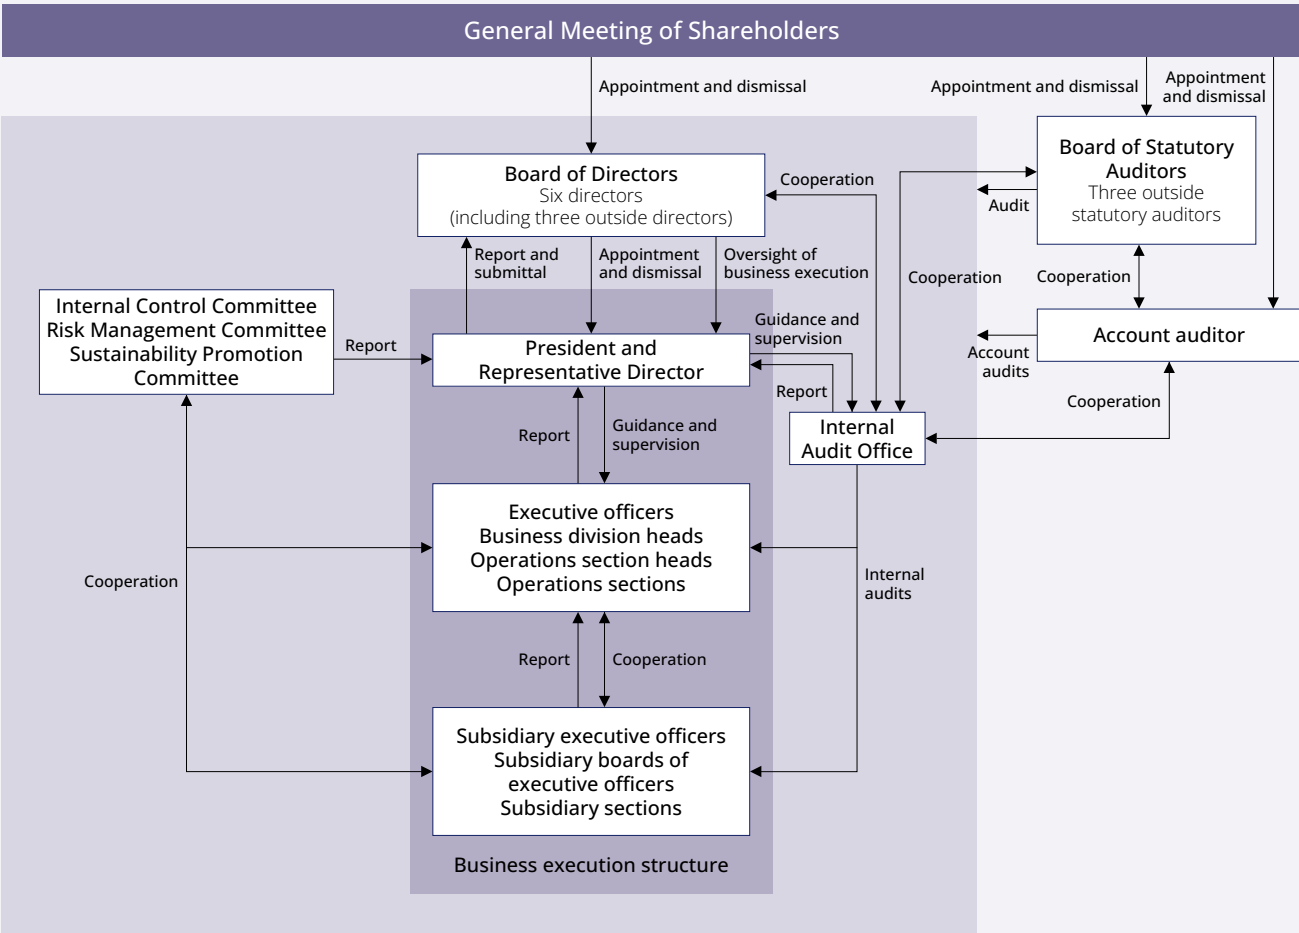 General Meeting of Shareholders
Appointment and dismissal
Appointment and dismissal
Appointment
and dismissal
Board of Directors
Six directors
(including three outside directors)
Cooperation
Board of Statutory
Auditors
Three outside
statutory auditors
Audit
Report and
submittal
Appointment
and dismissal
Oversight of
business execution
Cooperation
Cooperation
Internal Control Committee
Risk Management Committee
Sustainability Promotion
Committee
Report
President and
Representative Director
Guidance and
supervision
Report
Account auditor
Account
audits
Cooperation
Internal
Audit Office
Report
Guidance and
supervision
Executive officers
Business division heads
Operations section heads
Operations sections
Cooperation
Internal
audits
Report
Cooperation
Subsidiary executive officers
Subsidiary boards of
executive officers
Subsidiary sections
Business execution structure